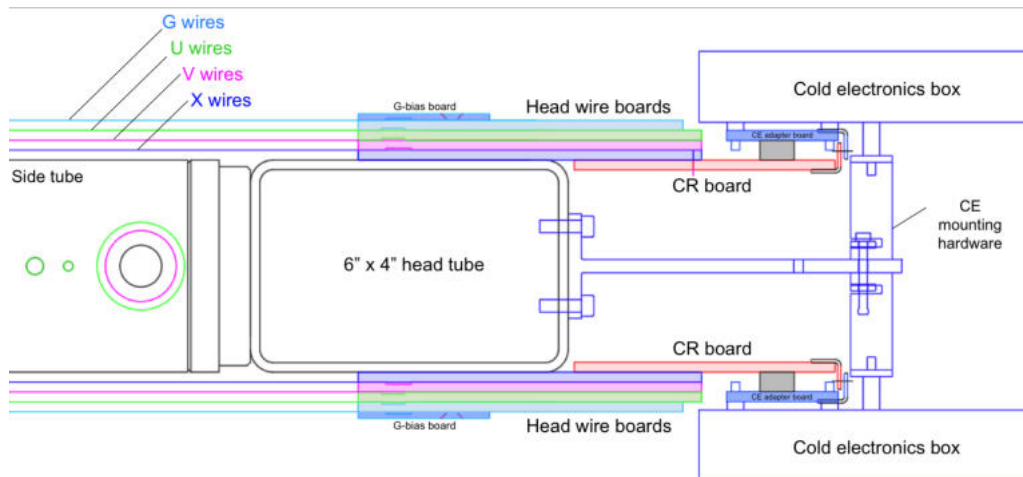 G wires
U wires
V wires
X wires
G-bias board
Head wire boards
Cold electronics box
CE adapter board
Side tube
CR board
CE
mounting
hardware
6" x 4" head tube
CR board
CE adapter board
G-bias board
Head wire boards
Cold electronics box